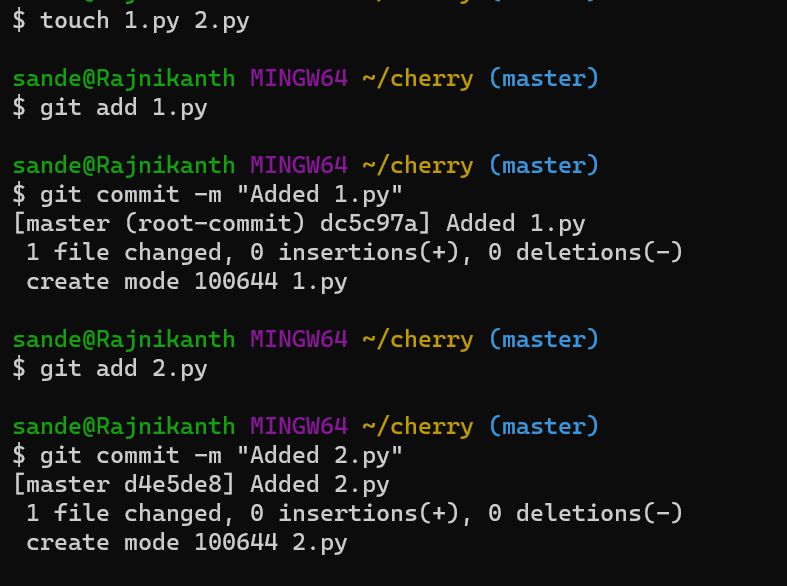 $ touch 1.py 2.py
sande@Rajnikanth MINGW64 ~/cherry (master)
$ git add 1.py
sande@Rajnikanth MINGW64 ~/cherry (master)
$ git commit -m "Added 1.py"
[master (root-commit) dc5c97a] Added 1.py
 1 file changed, 0 insertions(+), 0 deletions(-)
 create mode 100644 1.py
sande@Rajnikanth MINGW64 ~/cherry (master)
$ git add 2.py
sande@Rajnikanth MINGW64 ~/cherry (master)
$ git commit -m "Added 2.py"
[master d4e5de8] Added 2.py
 1 file changed, 0 insertions(+), 0 deletions(-)
 create mode 100644 2.py